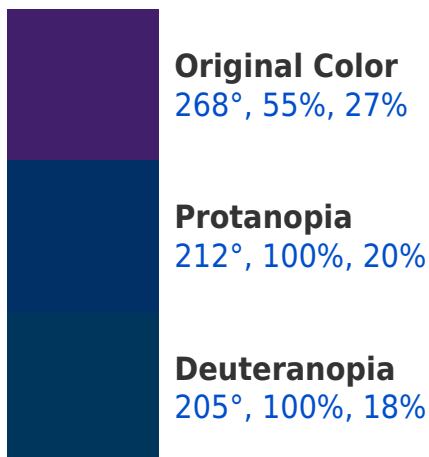 Original Color
268°, 55%, 27%
Protanopia
212°, 100%, 20%
Deuteranopia
205°, 100%, 18%